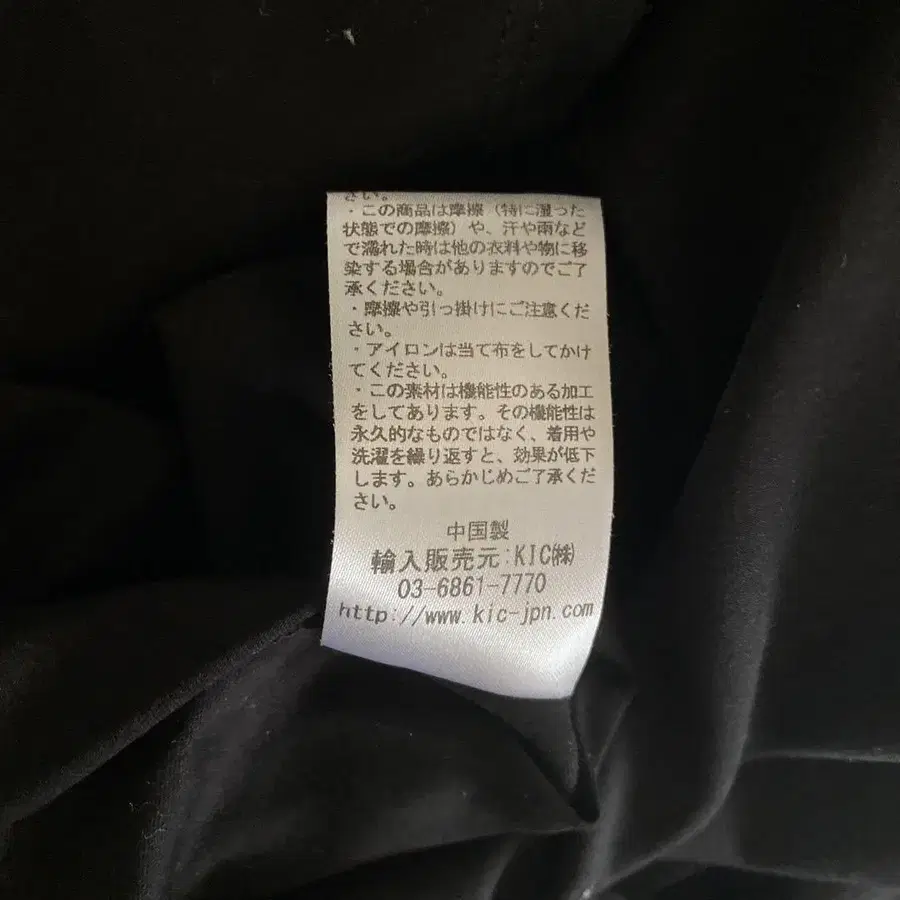 さい。
・この商品は摩擦（特に湿った
状態での摩擦）や、汗や雨など
で濡れた時は他の衣料や物に移
染する場合がありますのでご了
承ください。
・摩擦や引っ掛けにご注意くだ
さい。
・アイロンは当て布をしてかけ
てください。
・この素材は機能性のある加工
をしてあります。その機能性は
永久的なものではなく、着用や
洗濯を繰り返すと、効果が低下
します。あらかじめご了承くだ
さい。
中国製
輸入販売元:KIC㈱
03-6861-7770
http://www.kic-jpn.com